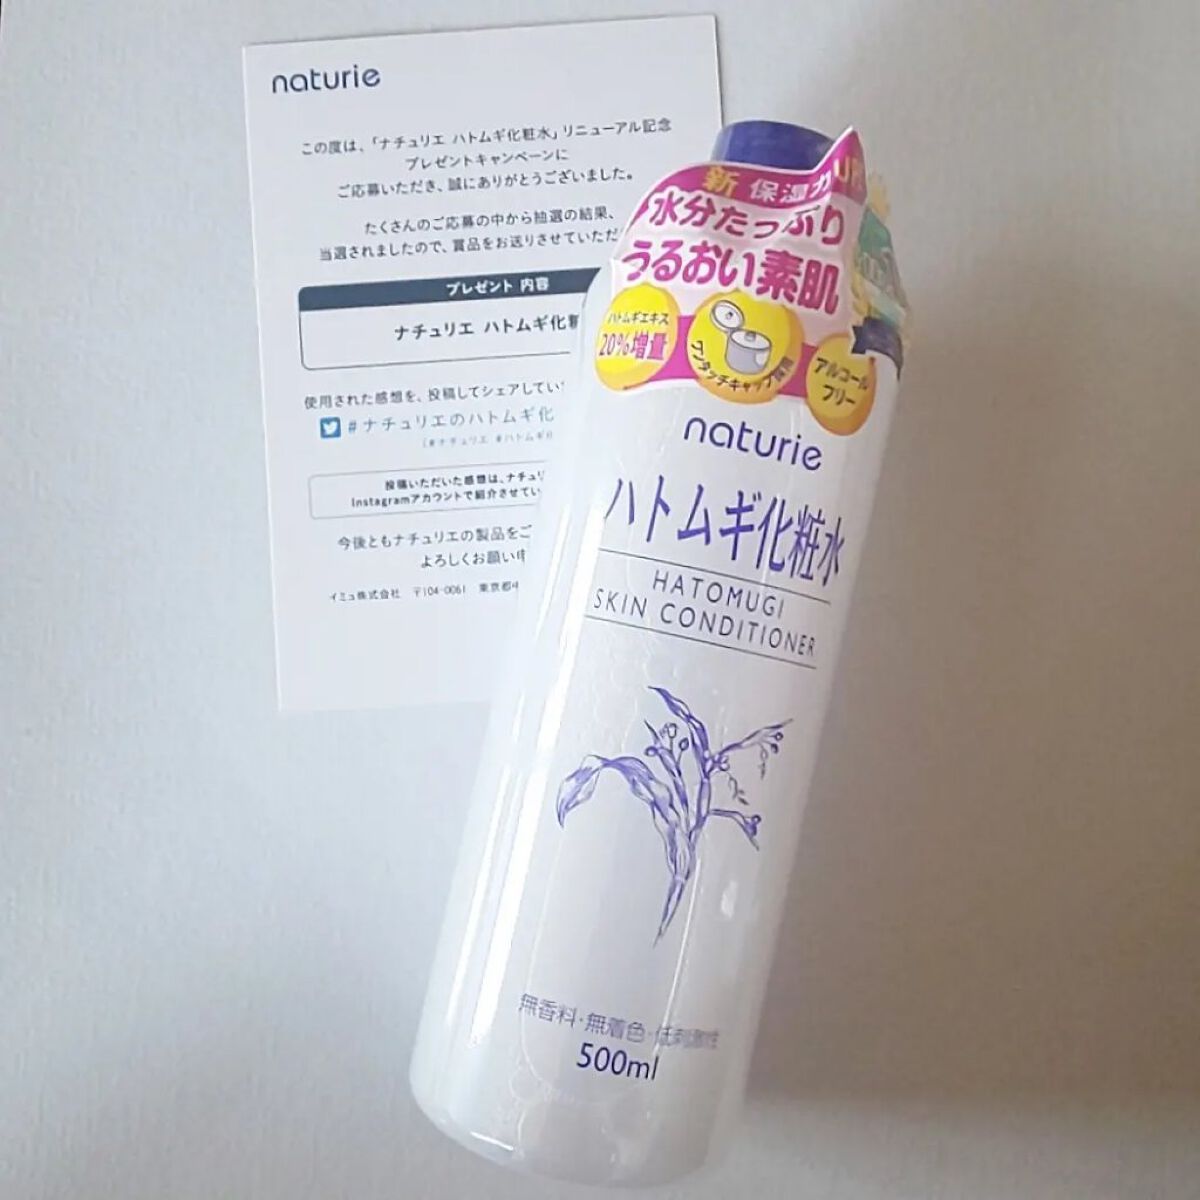 naturie
この度は、「ナチュリエ ハトムギ化粧水」リニューアル記念
プレゼントキャンペーンに
ご応募いただき、誠にありがとうございました。
たくさんのご応募の中から抽選の結果、
当選されましたので、賞品をお送りさせていただ
プレゼント 内容
ナチュリエ ハトムギ化粧
使用された感想を、投稿してシェアしてい
#ナチュリエのハトムギ化
(#ナチュリエ #ハトムギ化
投稿いただいた感想は、ナチュリ
Instagramアカウントで紹介させてい
今後ともナチュリエの製品をご
よろしくお願い申
イミュ株式会社 〒104-0061 東京都中
新 保湿力UP
水分たっぷり
うるおい素肌
ハトムギエキス
20%増量
ワンタッチキャップ採用
アルコール
フリー
naturie
ハトムギ化粧水
HATOMUGI
SKIN CONDITIONER
無香料・無着色・低刺激性
500ml